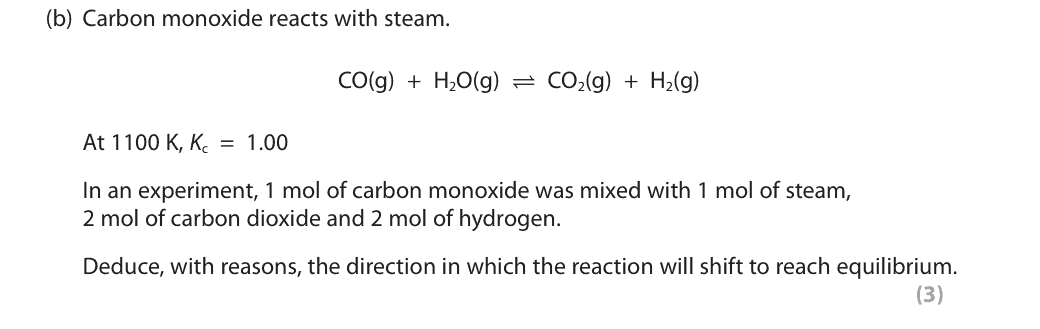 (b) Carbon monoxide reacts with steam.
CO(g) + H₂O(g) ⇌ CO₂(g) + H₂(g)
At 1100 K, Kc = 1.00
In an experiment, 1 mol of carbon monoxide was mixed with 1 mol of steam,
2 mol of carbon dioxide and 2 mol of hydrogen.
Deduce, with reasons, the direction in which the reaction will shift to reach equilibrium.
(3)